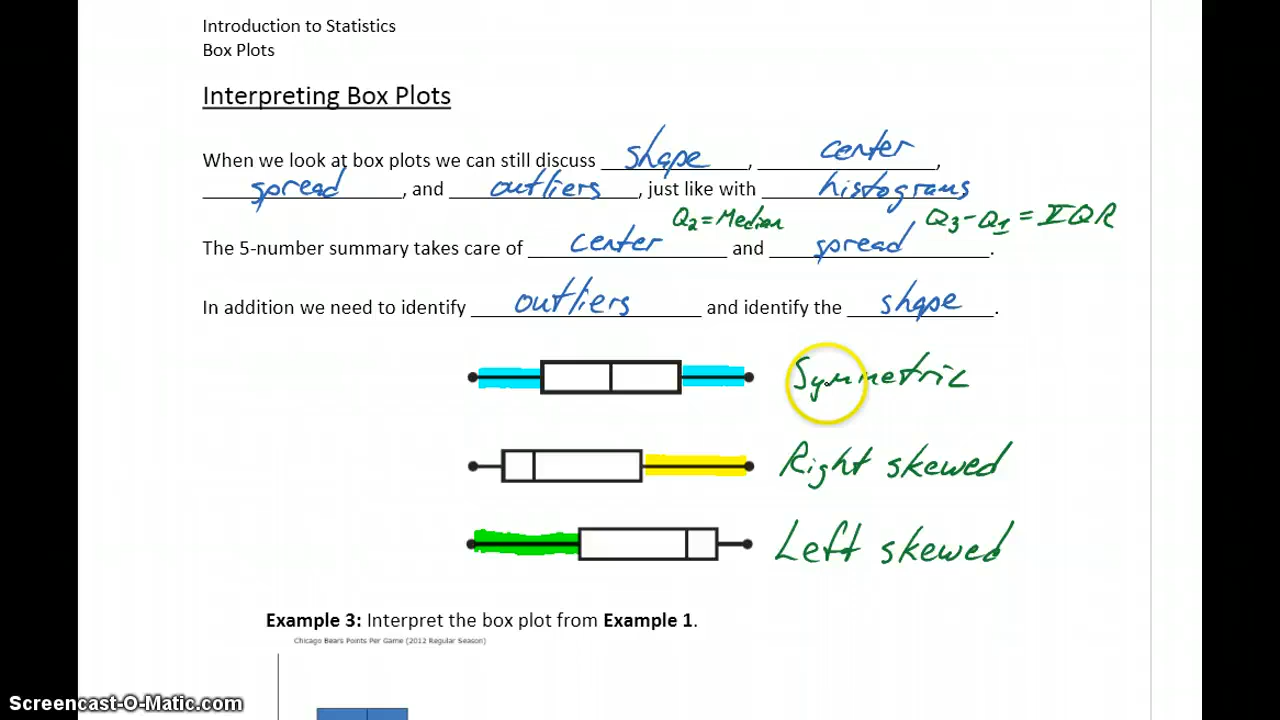 Introduction to Statistics
Box Plots
Interpreting Box Plots
When we look at box plots we can still discuss shape, center,
spread, and outliers, just like with histograms
Q2 = Median Q3 - Q1 = IQR
The 5-number summary takes care of center and spread.
In addition we need to identify outliers and identify the shape.
Symmetric
Right skewed
Left skewed
Example 3: Interpret the box plot from Example 1.
Chicago Bears Points Per Game (2012 Regular Season)
Screencast-O-Matic.com